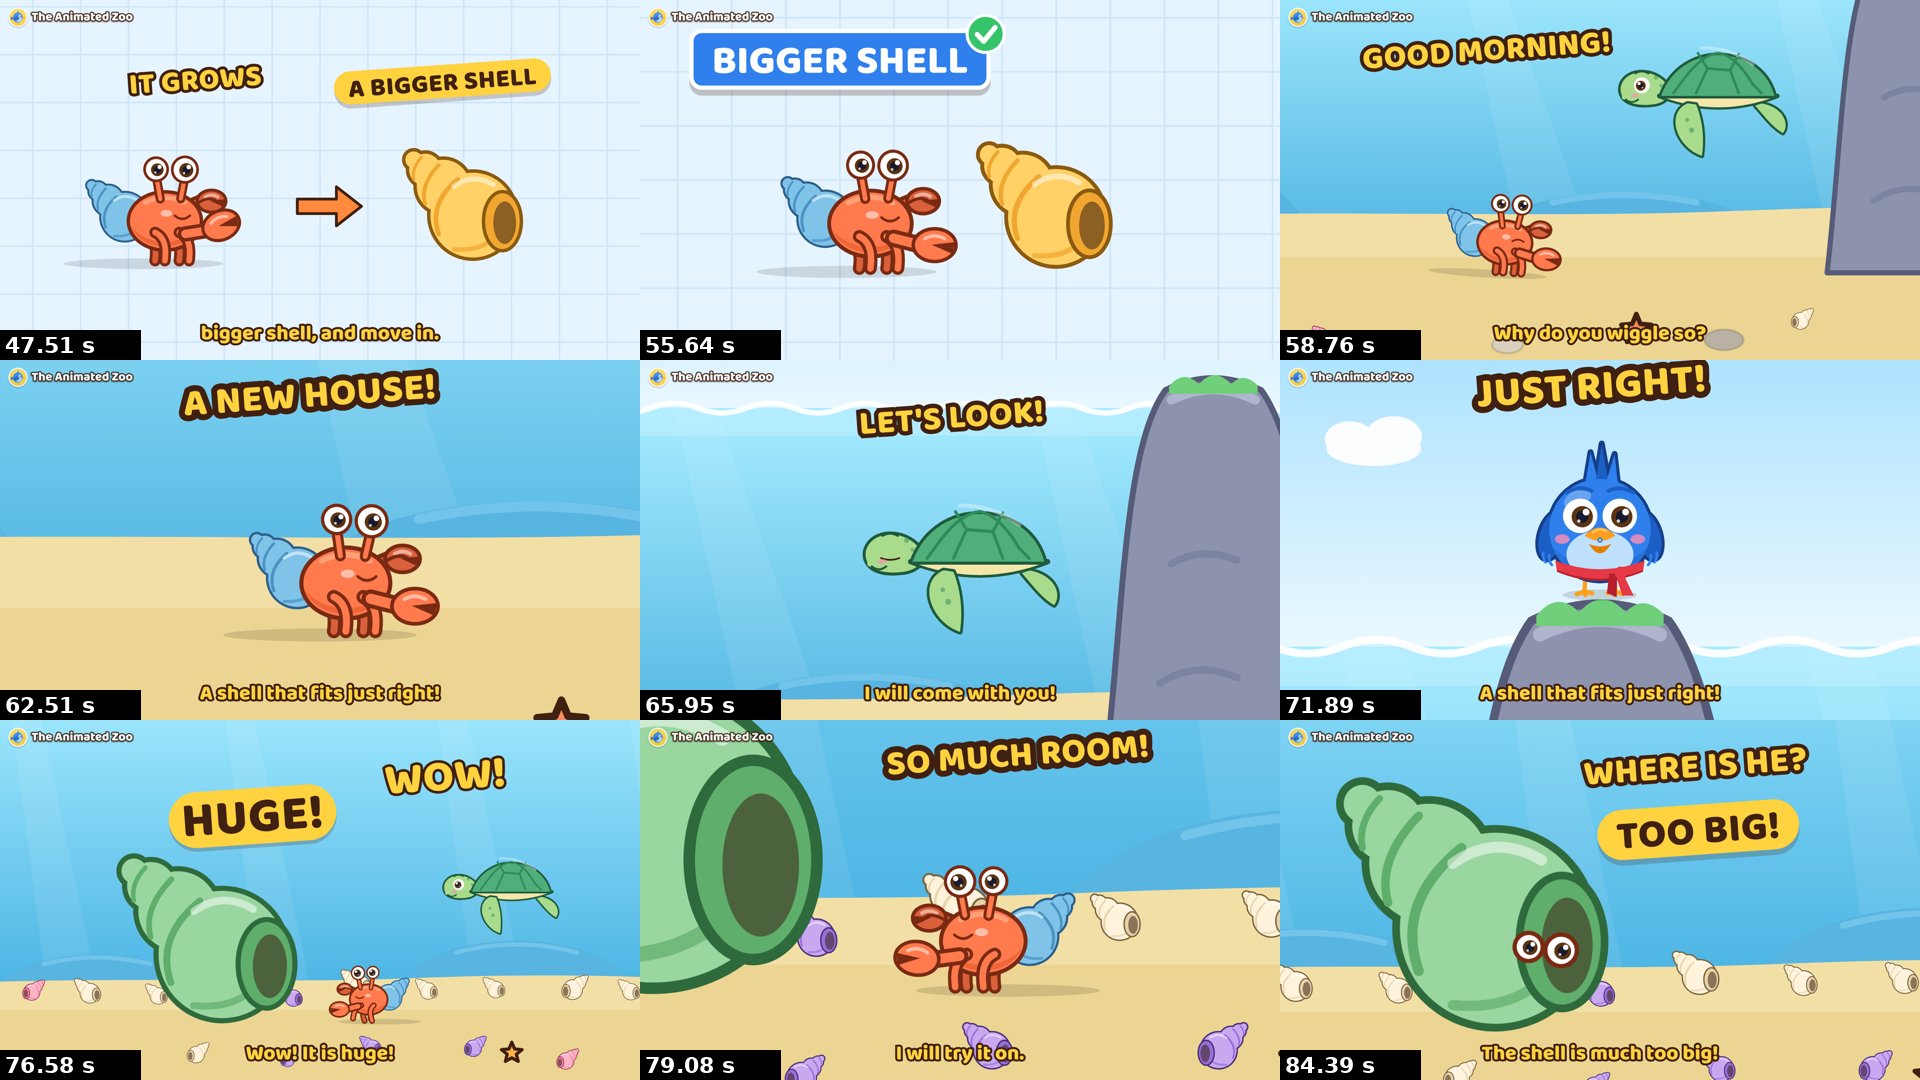 The Animated Zoo
IT GROWS
A BIGGER SHELL
bigger shell, and move in.
47.51 s
The Animated Zoo
BIGGER SHELL
55.64 s
The Animated Zoo
GOOD MORNING!
Why do you wiggle so?
58.76 s
The Animated Zoo
A NEW HOUSE!
A shell that fits just right!
62.51 s
The Animated Zoo
LET'S LOOK!
I will come with you!
65.95 s
The Animated Zoo
JUST RIGHT!
A shell that fits just right!
71.89 s
The Animated Zoo
WOW!
HUGE!
Wow! It is huge!
76.58 s
The Animated Zoo
SO MUCH ROOM!
I will try it on.
79.08 s
The Animated Zoo
WHERE IS HE?
TOO BIG!
The shell is much too big!
84.39 s